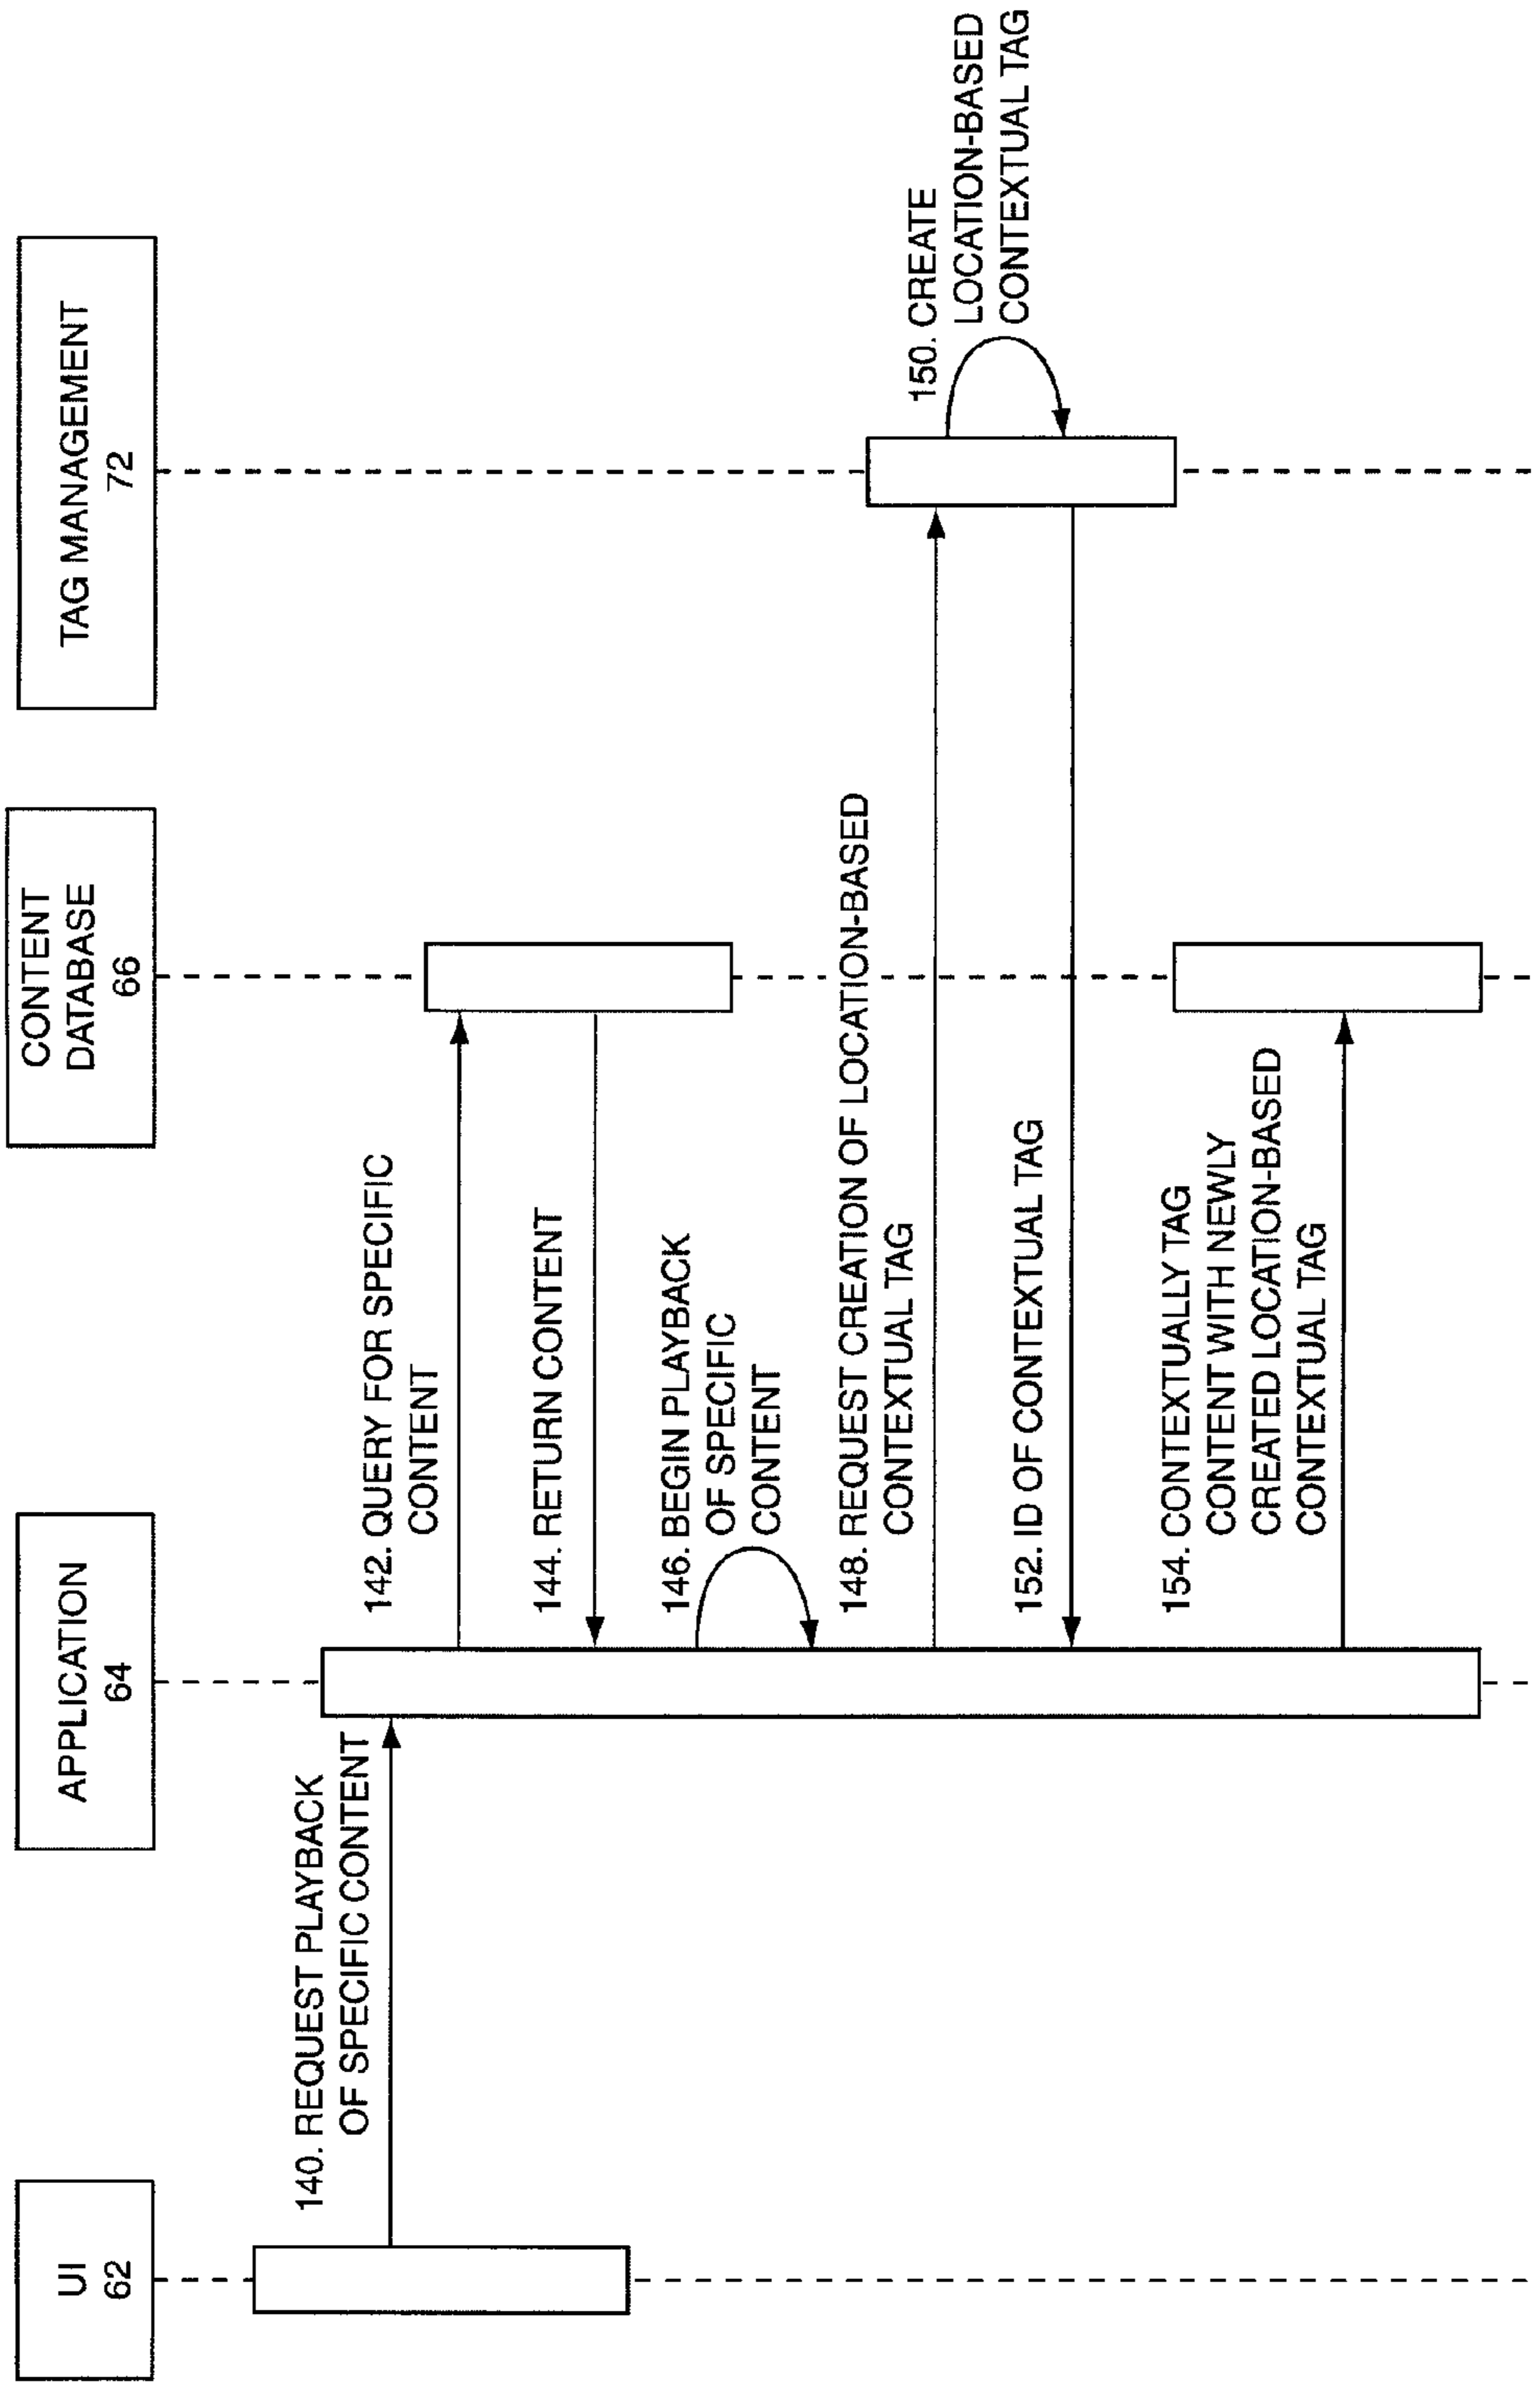 UI
62
APPLICATION
64
CONTENT
DATABASE
66
TAG MANAGEMENT
72
140. REQUEST PLAYBACK
OF SPECIFIC CONTENT
142. QUERY FOR SPECIFIC
CONTENT
144. RETURN CONTENT
146. BEGIN PLAYBACK
OF SPECIFIC
CONTENT
148. REQUEST CREATION OF LOCATION-BASED
CONTEXTUAL TAG
150. CREATE
LOCATION-BASED
CONTEXTUAL TAG
152. ID OF CONTEXTUAL TAG
154. CONTEXTUALLY TAG
CONTENT WITH NEWLY
CREATED LOCATION-BASED
CONTEXTUAL TAG